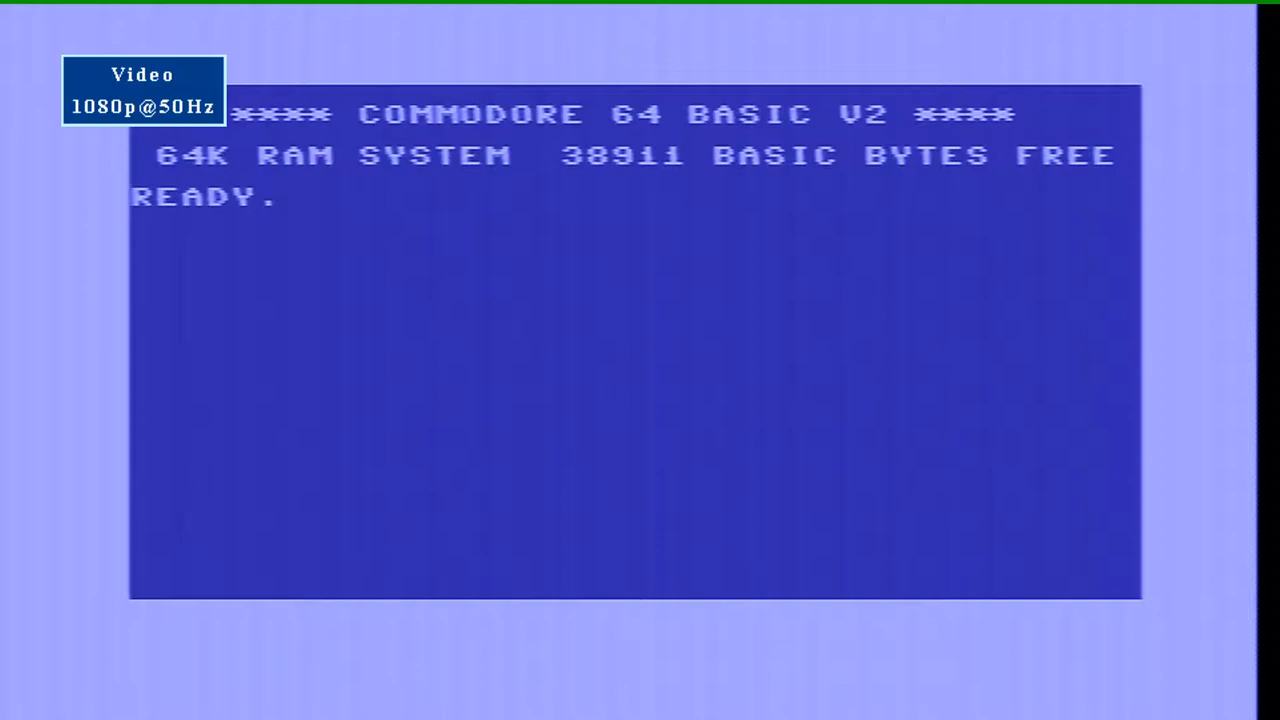 Video
1080p@50Hz
**** COMMODORE 64 BASIC V2 ****
64K RAM SYSTEM  38911 BASIC BYTES FREE
READY.